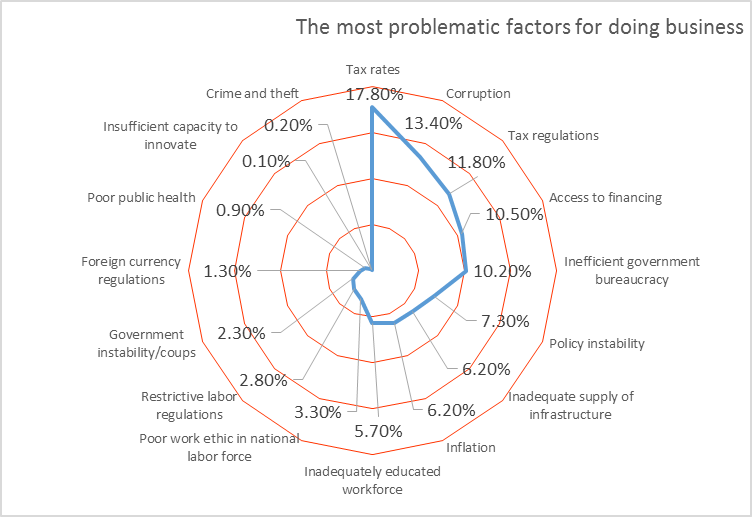 The most problematic factors for doing business
Tax rates
17.80%
Corruption
13.40%
Tax regulations
11.80%
Access to financing
10.50%
Inefficient government
bureaucracy
10.20%
Policy instability
7.30%
Inadequate supply of
infrastructure
6.20%
Inflation
6.20%
Inadequately educated
workforce
5.70%
Poor work ethic in national
labor force
3.30%
Restrictive labor
regulations
2.80%
Government
instability/coups
2.30%
Foreign currency
regulations
1.30%
Poor public health
0.90%
Insufficient capacity to
innovate
0.10%
Crime and theft
0.20%